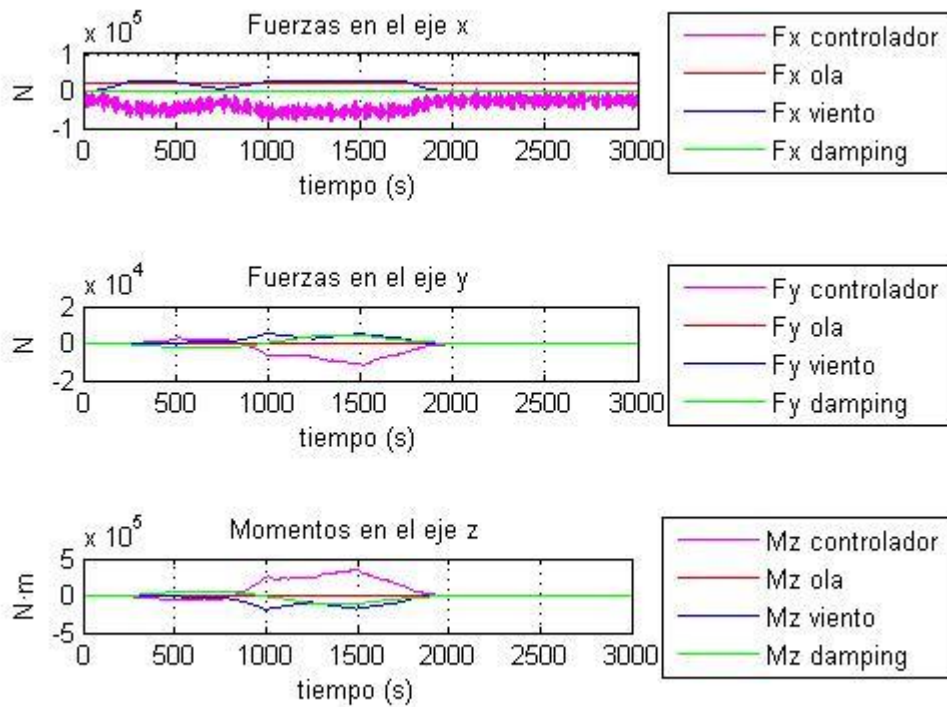 x 10^5
Fuerzas en el eje x
1
0
-1
N
0 500 1000 1500 2000 2500 3000
tiempo (s)
Fx controlador
Fx ola
Fx viento
Fx damping
x 10^4
Fuerzas en el eje y
2
0
-2
N
0 500 1000 1500 2000 2500 3000
tiempo (s)
Fy controlador
Fy ola
Fy viento
Fy damping
x 10^5
Momentos en el eje z
5
0
-5
N·m
0 500 1000 1500 2000 2500 3000
tiempo (s)
Mz controlador
Mz ola
Mz viento
Mz damping